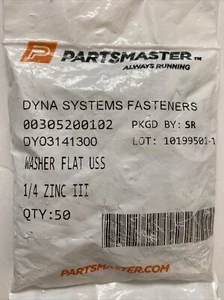 PARTSMASTER™
ALWAYS RUNNING
DYNA SYSTEMS FASTENERS
00305200102 PKGD BY: SR
DY03141300 LOT: 10199501-1
WASHER FLAT USS
1/4 ZINC III
QTY:50
PARTSMASTER.COM